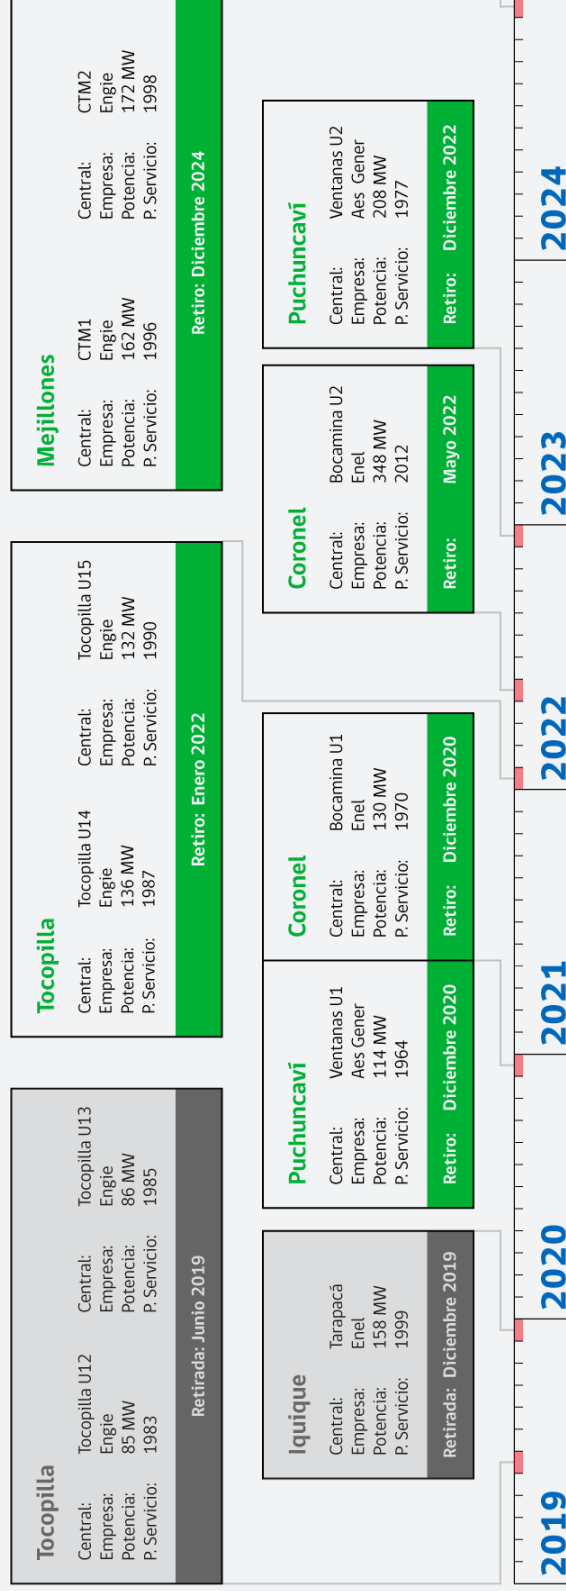 Tocopilla
Central: Tocopilla U12
Empresa: Engie
Potencia: 85 MW
P. Servicio: 1983
Central: Tocopilla U13
Empresa: Engie
Potencia: 86 MW
P. Servicio: 1985
Retirada: Junio 2019
Tocopilla
Central: Tocopilla U14
Empresa: Engie
Potencia: 136 MW
P. Servicio: 1987
Central: Tocopilla U15
Empresa: Engie
Potencia: 132 MW
P. Servicio: 1990
Retiro: Enero 2022
Mejillones
Central: CTM1
Empresa: Engie
Potencia: 162 MW
P. Servicio: 1996
Central: CTM2
Empresa: Engie
Potencia: 172 MW
P. Servicio: 1998
Retiro: Diciembre 2024
Iquique
Central: Tarapacá
Empresa: Enel
Potencia: 158 MW
P. Servicio: 1999
Retirada: Diciembre 2019
Puchuncaví
Central: Ventanas U1
Empresa: Aes Gener
Potencia: 114 MW
P. Servicio: 1964
Retiro: Diciembre 2020
Coronel
Central: Bocamina U1
Empresa: Enel
Potencia: 130 MW
P. Servicio: 1970
Retiro: Diciembre 2020
Coronel
Central: Bocamina U2
Empresa: Enel
Potencia: 348 MW
P. Servicio: 2012
Retiro: Mayo 2022
Puchuncaví
Central: Ventanas U2
Empresa: Aes Gener
Potencia: 208 MW
P. Servicio: 1977
Retiro: Diciembre 2022
2019 2020 2021 2022 2023 2024